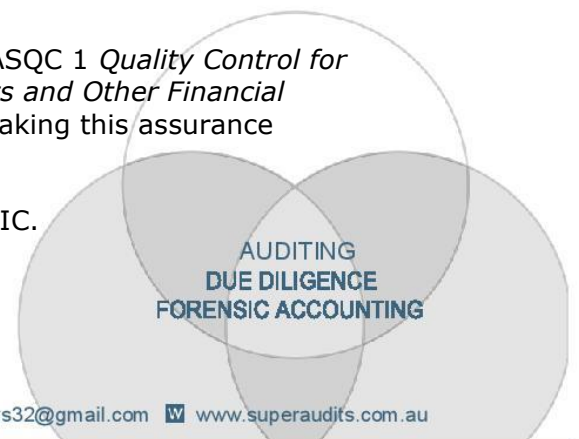 ASQC 1 Quality Control for
s and Other Financial
aking this assurance
IC.
AUDITING
DUE DILIGENCE
FORENSIC ACCOUNTING
s32@gmail.com W www.superaudits.com.au